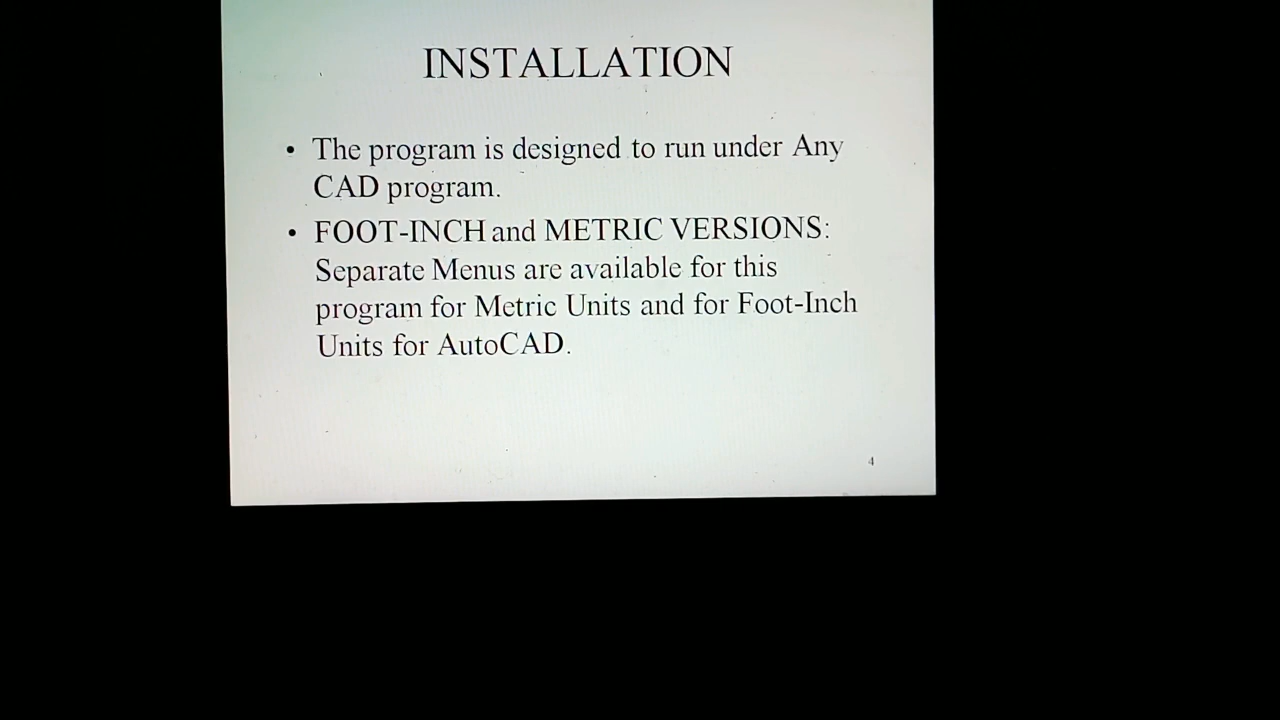 INSTALLATION
• The program is designed to run under Any
CAD program.
• FOOT-INCH and METRIC VERSIONS:
Separate Menus are available for this
program for Metric Units and for Foot-Inch
Units for AutoCAD.
4